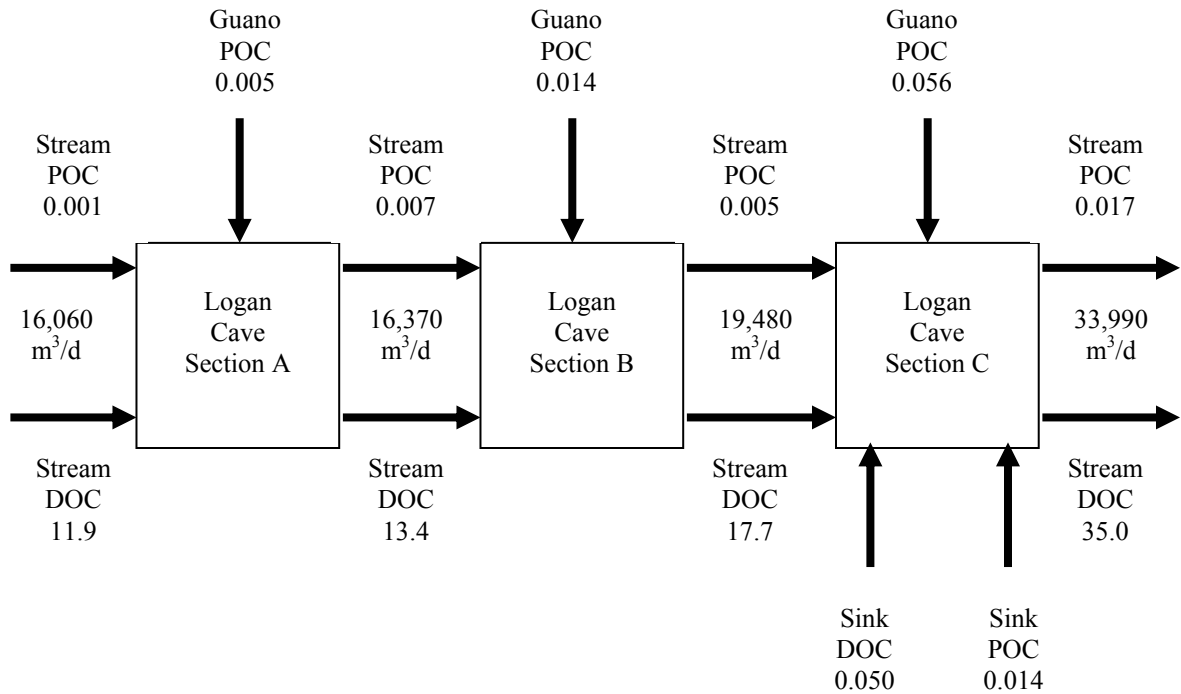 Guano
POC
0.005
Guano
POC
0.014
Guano
POC
0.056
Stream
POC
0.001
Stream
POC
0.007
Stream
POC
0.005
Stream
POC
0.017
16,060
m³/d
Logan
Cave
Section A
16,370
m³/d
Logan
Cave
Section B
19,480
m³/d
Logan
Cave
Section C
33,990
m³/d
Stream
DOC
11.9
Stream
DOC
13.4
Stream
DOC
17.7
Stream
DOC
35.0
Sink
DOC
0.050
Sink
POC
0.014